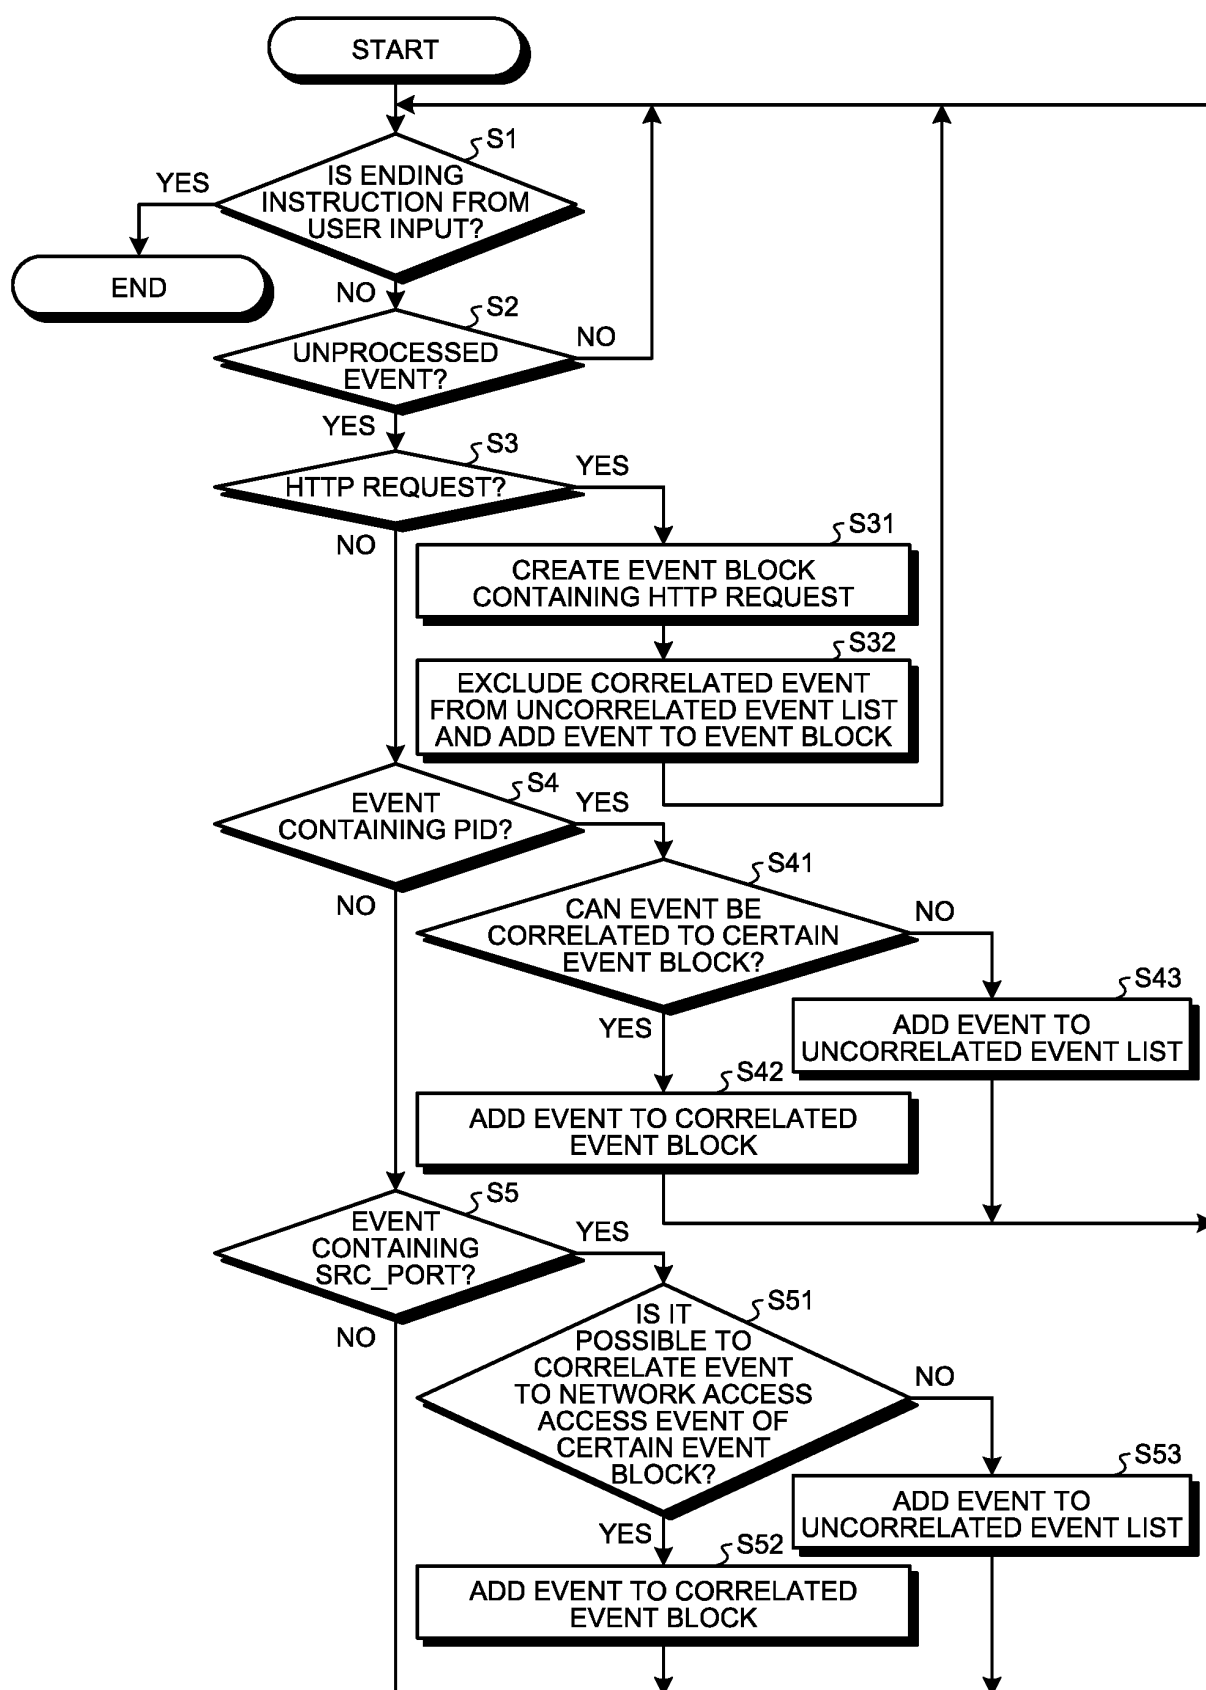 START
S1
IS ENDING
INSTRUCTION FROM
USER INPUT?
YES
END
NO
S2
UNPROCESSED
EVENT?
NO
YES
S3
HTTP REQUEST?
YES
NO
S31
CREATE EVENT BLOCK
CONTAINING HTTP REQUEST
S32
EXCLUDE CORRELATED EVENT
FROM UNCORRELATED EVENT LIST
AND ADD EVENT TO EVENT BLOCK
S4
EVENT
CONTAINING PID?
YES
NO
S41
CAN EVENT BE
CORRELATED TO CERTAIN
EVENT BLOCK?
NO
YES
S43
ADD EVENT TO
UNCORRELATED EVENT LIST
S42
ADD EVENT TO CORRELATED
EVENT BLOCK
S5
EVENT
CONTAINING
SRC_PORT?
YES
NO
S51
IS IT
POSSIBLE TO
CORRELATE EVENT
TO NETWORK ACCESS
ACCESS EVENT OF
CERTAIN EVENT
BLOCK?
NO
YES
S53
ADD EVENT TO
UNCORRELATED EVENT LIST
S52
ADD EVENT TO CORRELATED
EVENT BLOCK